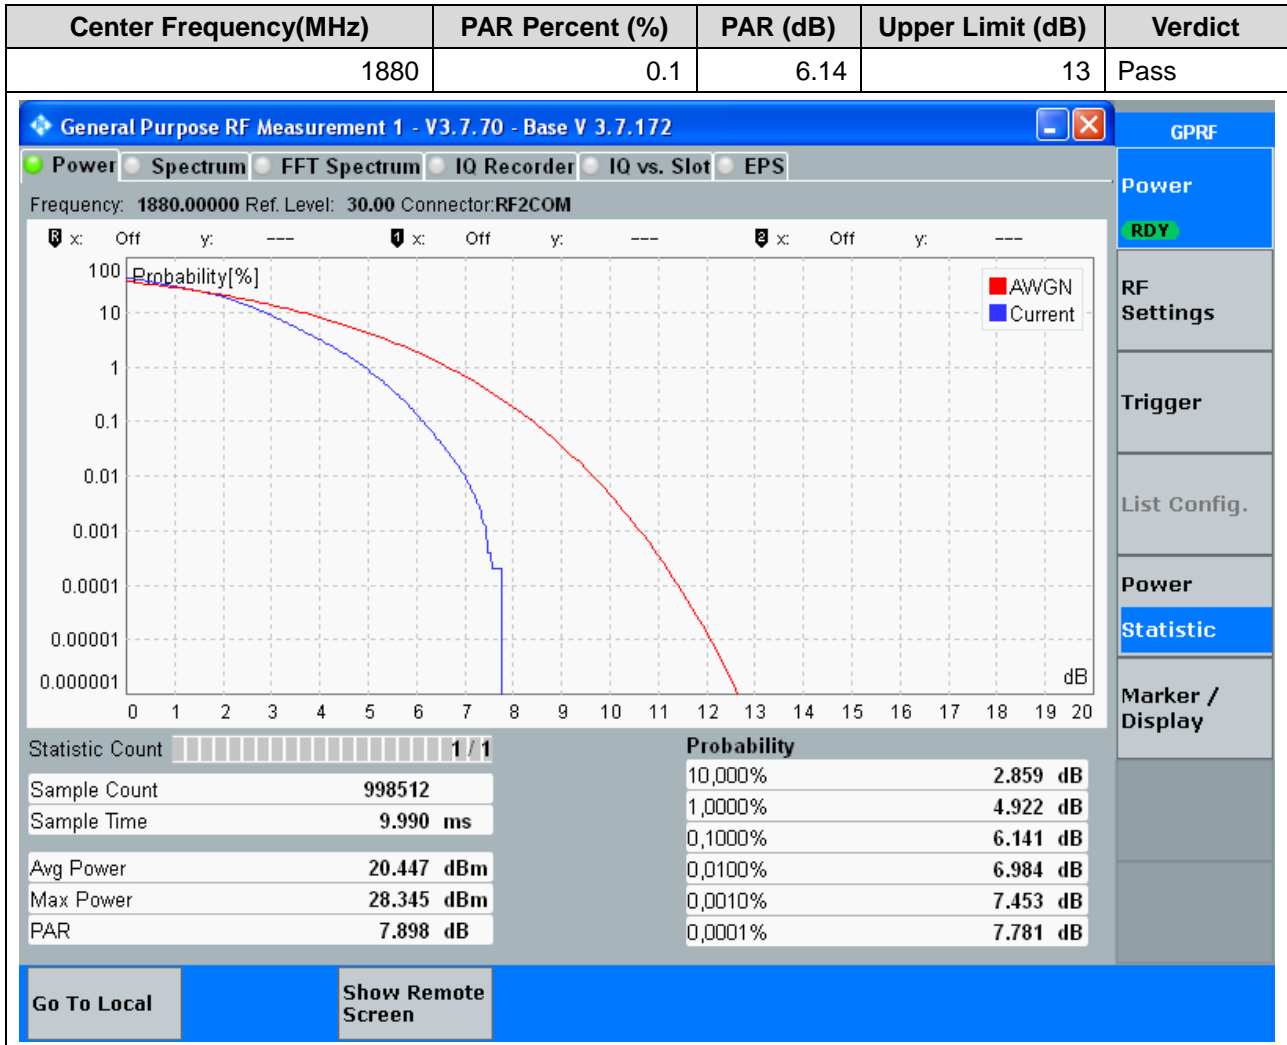 Center Frequency(MHz) PAR Percent (%) PAR (dB) Upper Limit (dB) Verdict
1880 0.1 6.14 13 Pass
General Purpose RF Measurement 1 - V3.7.70 - Base V 3.7.172
GPRF
Power Spectrum FFT Spectrum IQ Recorder IQ vs. Slot EPS
Frequency: 1880.00000 Ref. Level: 30.00 Connector:RF2COM
R x: Off y: --- 1 x: Off y: --- 2 x: Off y: ---
Probability[%]
AWGN
Current
100
10
1
0.1
0.01
0.001
0.0001
0.00001
0.000001
dB
0 1 2 3 4 5 6 7 8 9 10 11 12 13 14 15 16 17 18 19 20
Statistic Count 1 / 1
Sample Count 998512
Sample Time 9.990 ms
Avg Power 20.447 dBm
Max Power 28.345 dBm
PAR 7.898 dB
Probability
10,000% 2.859 dB
1,0000% 4.922 dB
0,1000% 6.141 dB
0,0100% 6.984 dB
0,0010% 7.453 dB
0,0001% 7.781 dB
Power
RDY
RF
Settings
Trigger
List Config.
Power
Statistic
Marker /
Display
Go To Local
Show Remote
Screen